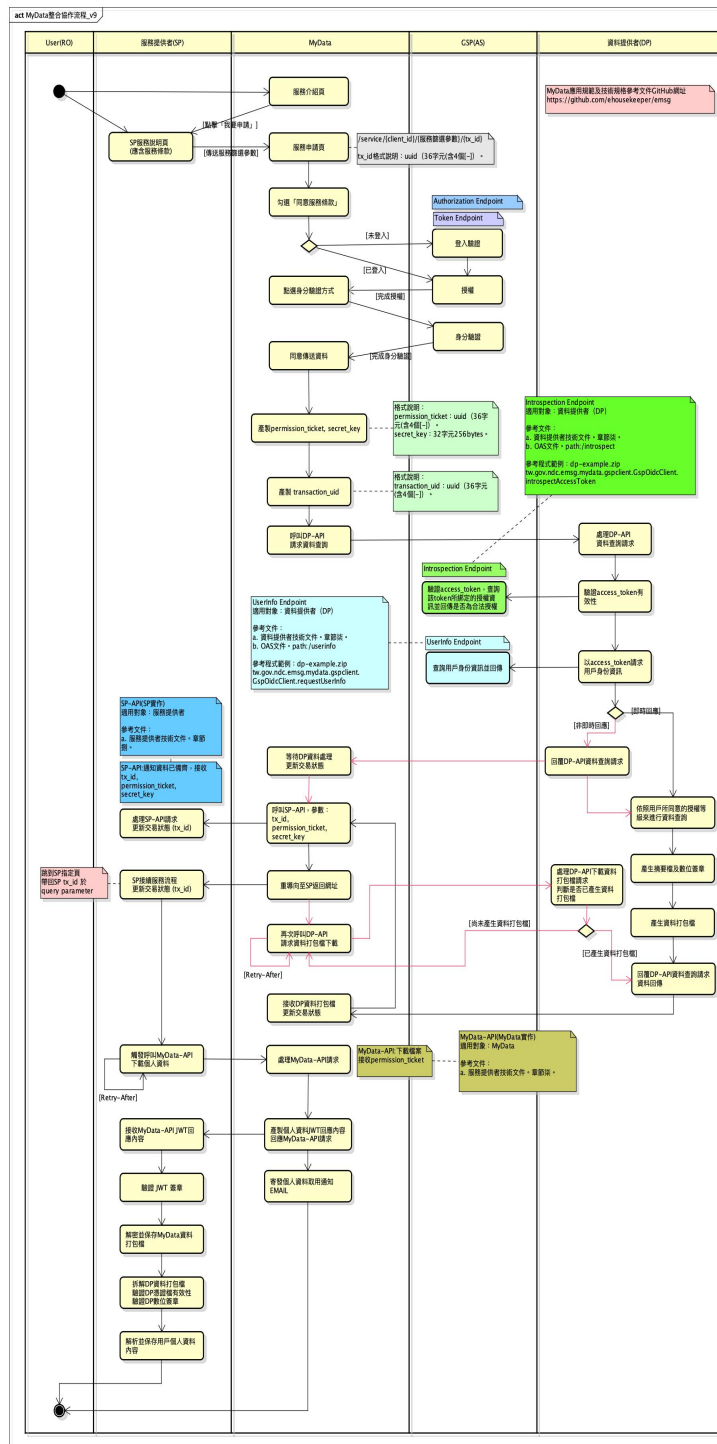 act MyData整合協作流程_v9
User(RO)
服務提供者(SP)
MyData
GSP(AS)
資料提供者(DP)
服務介紹頁
MyData應用規範及技術規格參考文件GitHub網址
https://github.com/ehousekeeper/emsg
[點擊「我要申請」]
SP服務說明頁
(應含服務條款)
[傳送服務篩選參數]
服務申請頁
/service/{client_id}/{服務篩選參數}/{tx_id}
tx_id格式說明：uuid（36字元(含4個[-]）。
勾選「同意服務條款」
Authorization Endpoint
Token Endpoint
[未登入]
登入驗證
[已登入]
點選身分驗證方式
[完成授權]
授權
身分驗證
同意傳送資料
[完成身分驗證]
產製permission_ticket, secret_key
格式說明：
permission_ticket：uuid（36字
元(含4個[-]）。
secret_key：32字元256bytes。
Introspection Endpoint
適用對象：資料提供者（DP）
參考文件：
a. 資料提供者技術文件。章節柒。
b. OAS文件。path:/introspect
參考程式範例：dp-example.zip
tw.gov.ndc.emsg.mydata.gspclient.GspOidcClient.
introspectAccessToken
產製 transaction_uid
格式說明：
transaction_uid：uuid（36字元
(含4個[-]）。
呼叫DP-API
請求資料查詢
處理DP-API
資料查詢請求
Introspection Endpoint
驗證access_token，查詢
該token所綁定的授權資
訊並回傳是否為合法授權
驗證access_token有
效性
UserInfo Endpoint
適用對象：資料提供者（DP）
參考文件：
a. 資料提供者技術文件。章節柒。
b. OAS文件。path:/userinfo
參考程式範例：dp-example.zip
tw.gov.ndc.emsg.mydata.gspclient.
GspOidcClient.requestUserInfo
UserInfo Endpoint
查詢用戶身份資訊並回傳
以access_token請求
用戶身份資訊
[即時回應]
[非即時回應]
SP-API(SP實作)
適用對象：服務提供者
參考文件：
a. 服務提供者技術文件。章節
捌。
SP-API:通知資料已備齊，接收
tx_id,
permission_ticket,
secret_key
等待DP資料處理
更新交易狀態
回覆DP-API資料查詢請求
處理SP-API請求
更新交易狀態 (tx_id)
呼叫SP-API，參數：
tx_id,
permission_ticket,
secret_key
依照用戶所同意的授權等
級來進行資料查詢
跳到SP指定頁
帶回SP tx_id 於
query parameter
SP接續服務流程
更新交易狀態 (tx_id)
重導向至SP返回網址
處理DP-API下載資料
打包檔請求
判斷是否已產生資料
打包檔
產生摘要檔及數位簽章
再次呼叫DP-API
請求資料打包檔下載
[Retry-After]
[尚未產生資料打包檔]
產生資料打包檔
[已產生資料打包檔]
回覆DP-API資料查詢請求
資料回傳
接收DP資料打包檔
更新交易狀態
觸發呼叫MyData-API
下載個人資料
[Retry-After]
處理MyData-API請求
MyData-API:下載檔案
接收permission_ticket
MyData-API(MyData實作)
適用對象：MyData
參考文件：
a. 服務提供者技術文件。章節柒。
接收MyData-API JWT回
應內容
產製個人資料JWT回應內容
回應MyData-API請求
驗證 JWT 簽章
寄發個人資料取用通知
EMAIL
解密並保存MyData資料
打包檔
拆解DP資料打包檔
驗證DP憑證檔有效性
驗證DP數位簽章
解析並保存用戶個人資料
內容